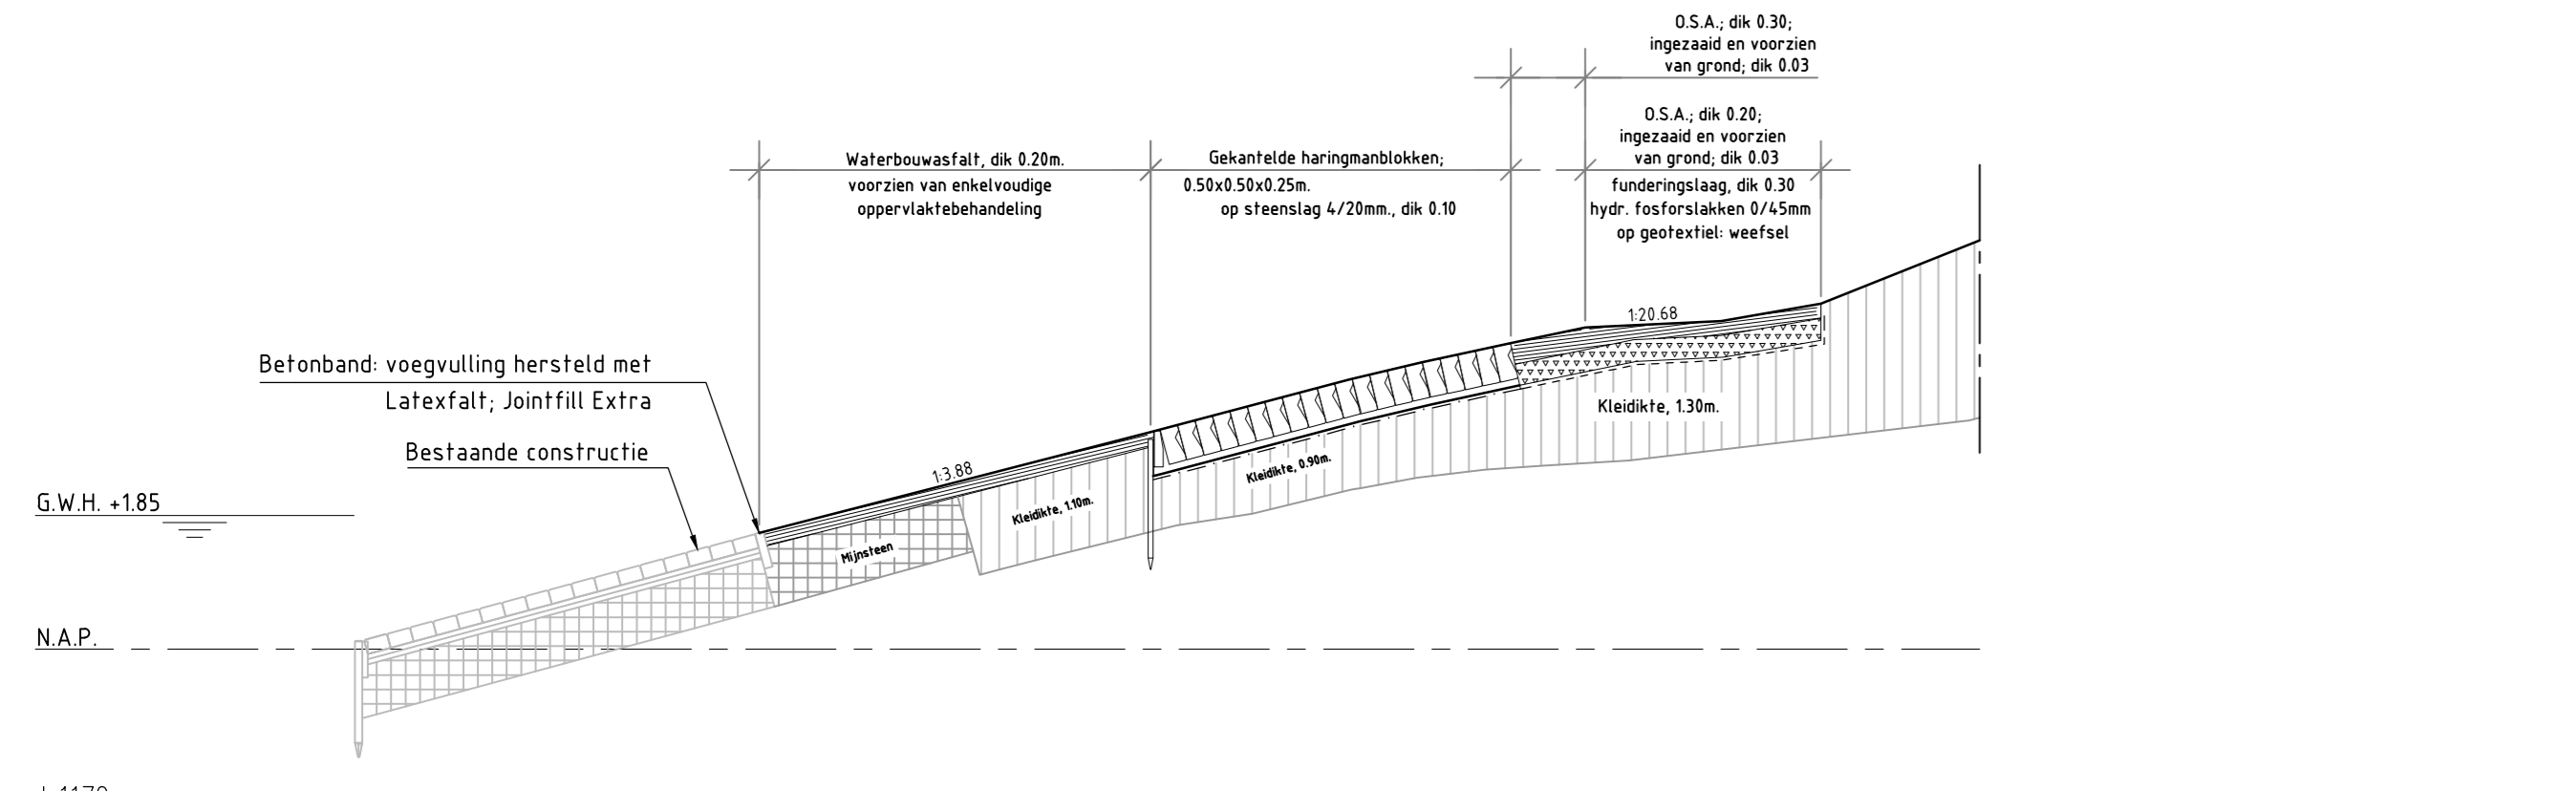 O.S.A.; dik 0.30;
ingezaaid en voorzien
van grond; dik 0.03
O.S.A.; dik 0.20;
ingezaaid en voorzien
van grond; dik 0.03
funderingslaag, dik 0.30
hydr. fosforslakken 0/45mm
op geotextiel: weefsel
Waterbouwasfalt, dik 0.20m.
voorzien van enkelvoudige
oppervlaktebehandeling
Gekantelde haringmanblokken;
0.50x0.50x0.25m.
op steenslag 4/20mm., dik 0.10
1:20.68
Betonband: voegvulling hersteld met
Latexfalt; Jointfill Extra
Bestaande constructie
Kleidikte, 1.30m.
1:3.88
Kleidikte, 0.90m.
Kleidikte, 1.10m.
Mijnsteen
G.W.H. +1.85
N.A.P.